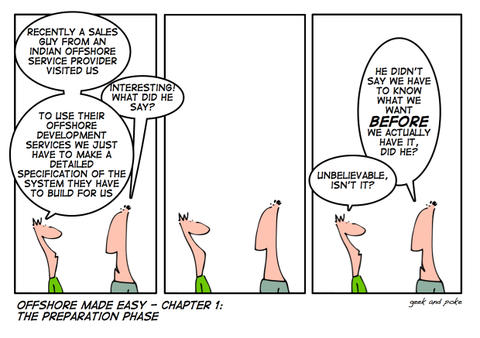 RECENTLY A SALES
GUY FROM AN
INDIAN OFFSHORE
SERVICE PROVIDER
VISITED US
INTERESTING!
WHAT DID HE
SAY?
TO USE THEIR
OFFSHORE
DEVELOPMENT
SERVICES WE JUST
HAVE TO MAKE A
DETAILED
SPECIFICATION OF THE
SYSTEM THEY HAVE
TO BUILD FOR US
HE DIDN'T
SAY WE HAVE
TO KNOW
WHAT WE
WANT
BEFORE
WE ACTUALLY
HAVE IT,
DID HE?
UNBELIEVABLE,
ISN'T IT?
OFFSHORE MADE EASY - CHAPTER 1:
THE PREPARATION PHASE
geek and poke